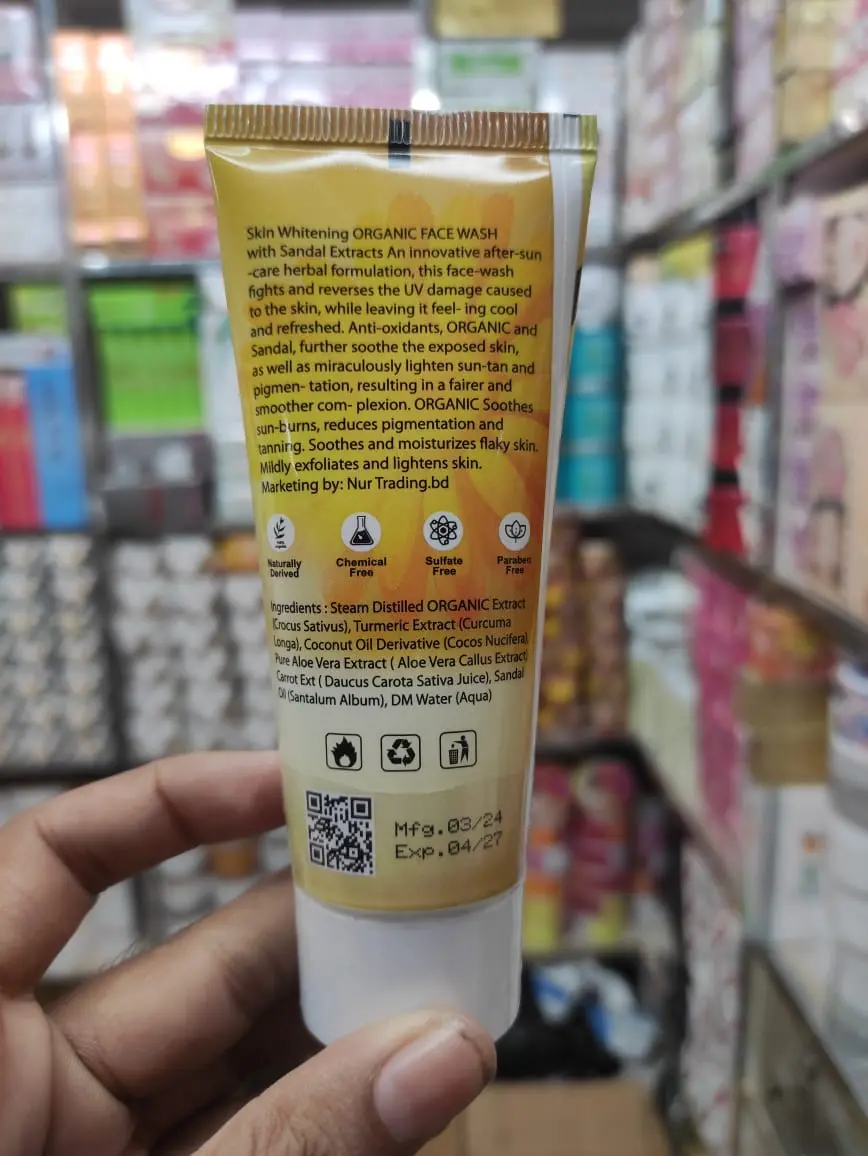 Skin Whitening ORGANIC FACE WASH
with Sandal Extracts An innovative after-sun
-care herbal formulation, this face-wash
fights and reverses the UV damage caused
to the skin, while leaving it feel- ing cool
and refreshed. Anti-oxidants, ORGANIC and
Sandal, further soothe the exposed skin,
as well as miraculously lighten sun-tan and
pigmen- tation, resulting in a fairer and
smoother com- plexion. ORGANIC Soothes
sun-burns, reduces pigmentation and
tanning. Soothes and moisturizes flaky skin.
Mildly exfoliates and lightens skin.
Marketing by: Nur Trading.bd
Naturally
Derived
Chemical
Free
Sulfate
Free
Paraben
Free
Ingredients : Steam Distilled ORGANIC Extract
(Crocus Sativus), Turmeric Extract (Curcuma
Longa), Coconut Oil Derivative (Cocos Nucifera)
Pure Aloe Vera Extract ( Aloe Vera Callus Extract)
Carrot Ext ( Daucus Carota Sativa Juice), Sandal
Oil (Santalum Album), DM Water (Aqua)
Mfg.03/24
Exp.04/27